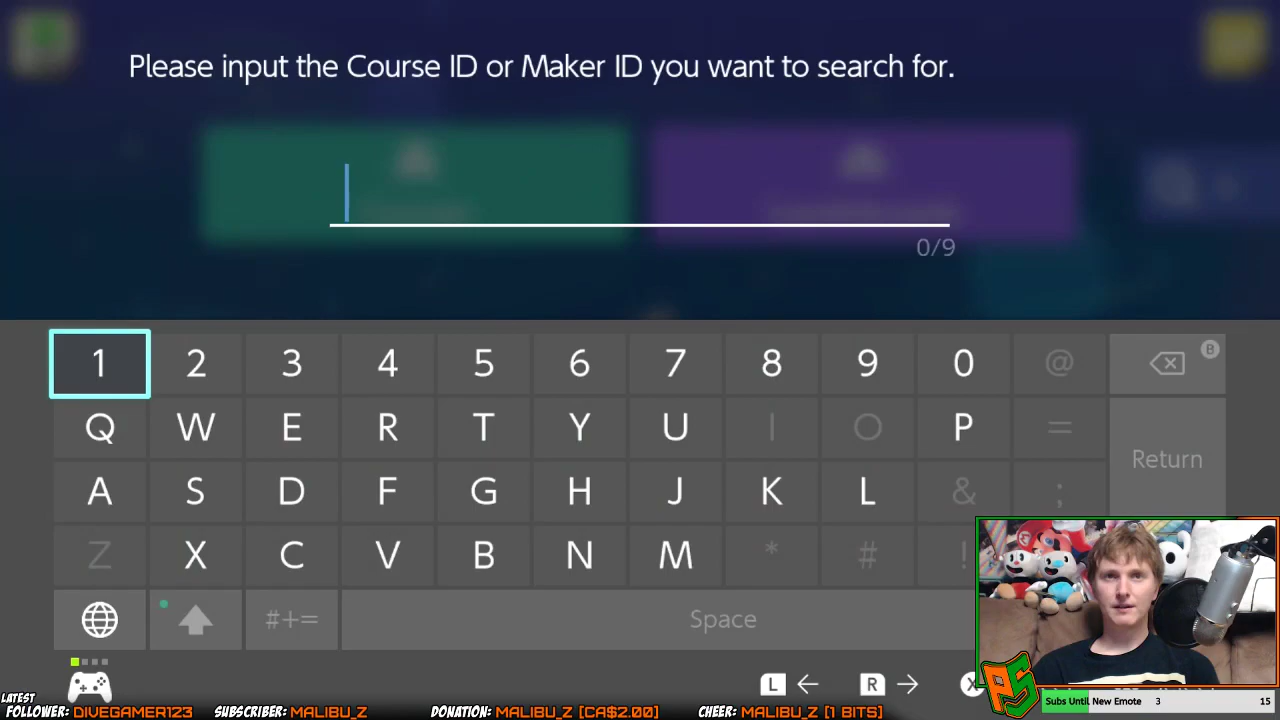 Please input the Course ID or Maker ID you want to search for.
0/9
1 2 3 4 5 6 7 8 9 0 @
B
Q W E R T Y U I O P =
Return
A S D F G H J K L & ;
Z X C V B N M * # !
#+= Space
L R X
LATEST
FOLLOWER: DIVEGAMER123 SUBSCRIBER: MALIBU_Z DONATION: MALIBU_Z [CA$2.00] CHEER: MALIBU_Z [1 BITS]
PS
Subs Until New Emote 3 15